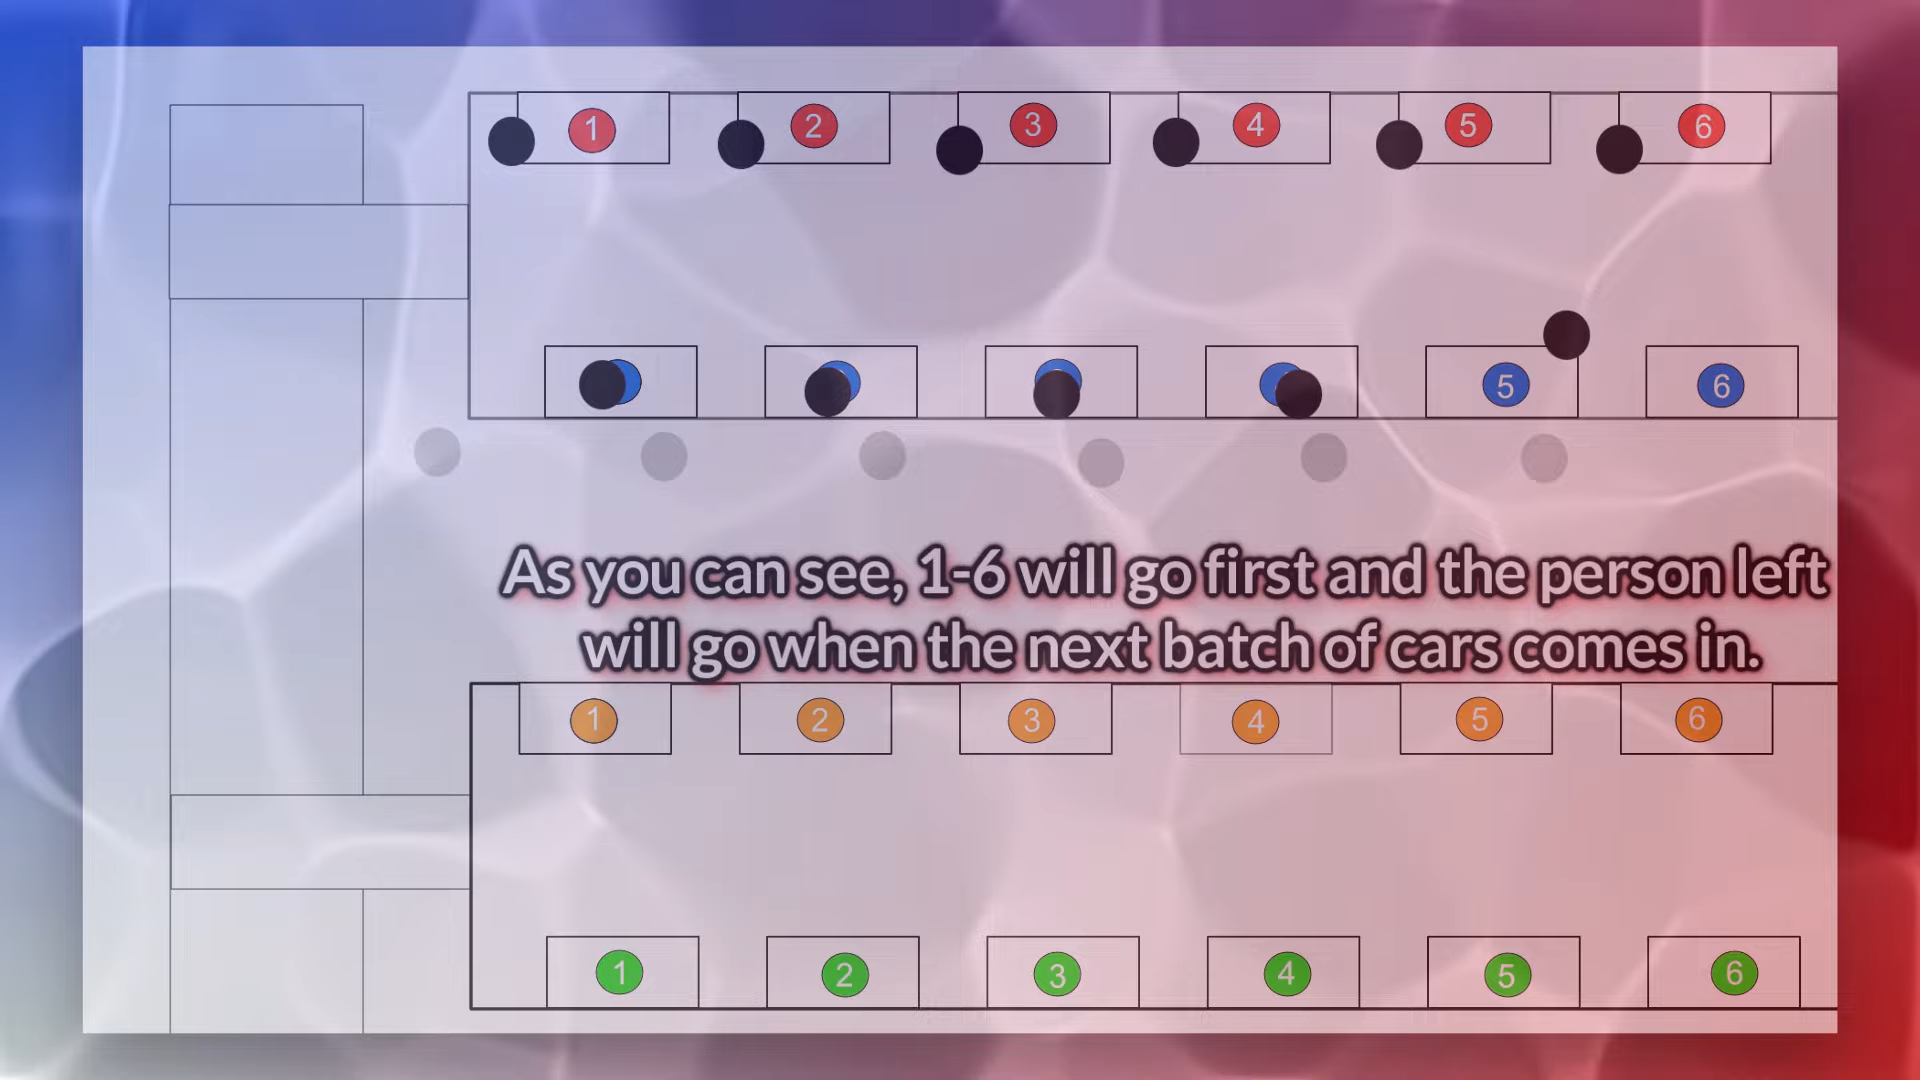 1 2 3 4 5 6
5 6
As you can see, 1-6 will go first and the person left
will go when the next batch of cars comes in.
1 2 3 4 5 6
1 2 3 4 5 6